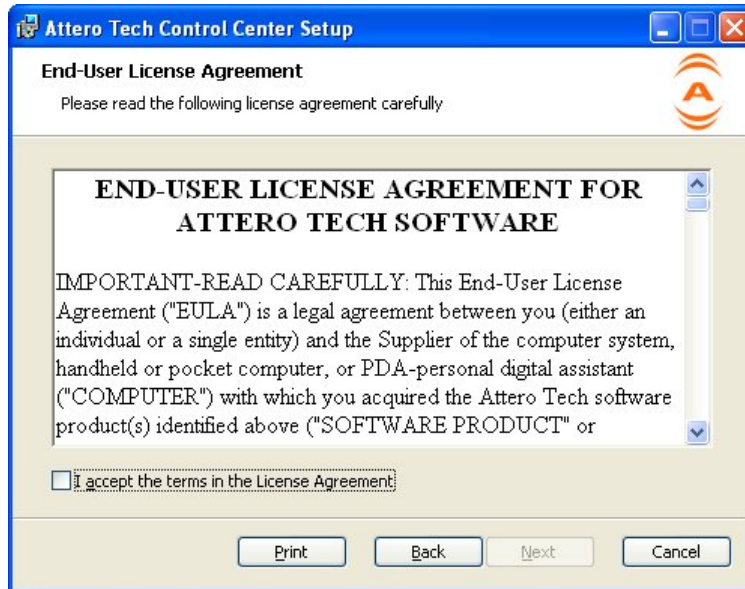 Attero Tech Control Center Setup
End-User License Agreement
Please read the following license agreement carefully
A
END-USER LICENSE AGREEMENT FOR
ATTERO TECH SOFTWARE
IMPORTANT-READ CAREFULLY: This End-User License
Agreement ("EULA") is a legal agreement between you (either an
individual or a single entity) and the Supplier of the computer system,
handheld or pocket computer, or PDA-personal digital assistant
("COMPUTER") with which you acquired the Attero Tech software
product(s) identified above ("SOFTWARE PRODUCT" or
I accept the terms in the License Agreement
Print Back Next Cancel